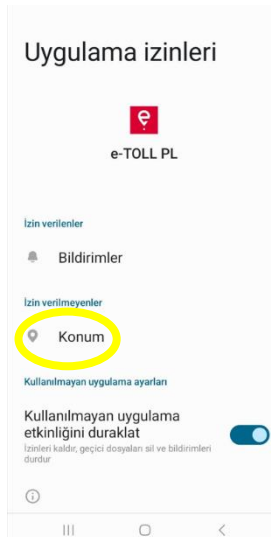 Uygulama izinleri
e-TOLL PL
İzin verilenler
Bildirimler
İzin verilmeyenler
Konum
Kullanılmayan uygulama ayarları
Kullanılmayan uygulama
etkinliğini duraklat
İzinleri kaldır, geçici dosyaları sil ve bildirimleri
durdur